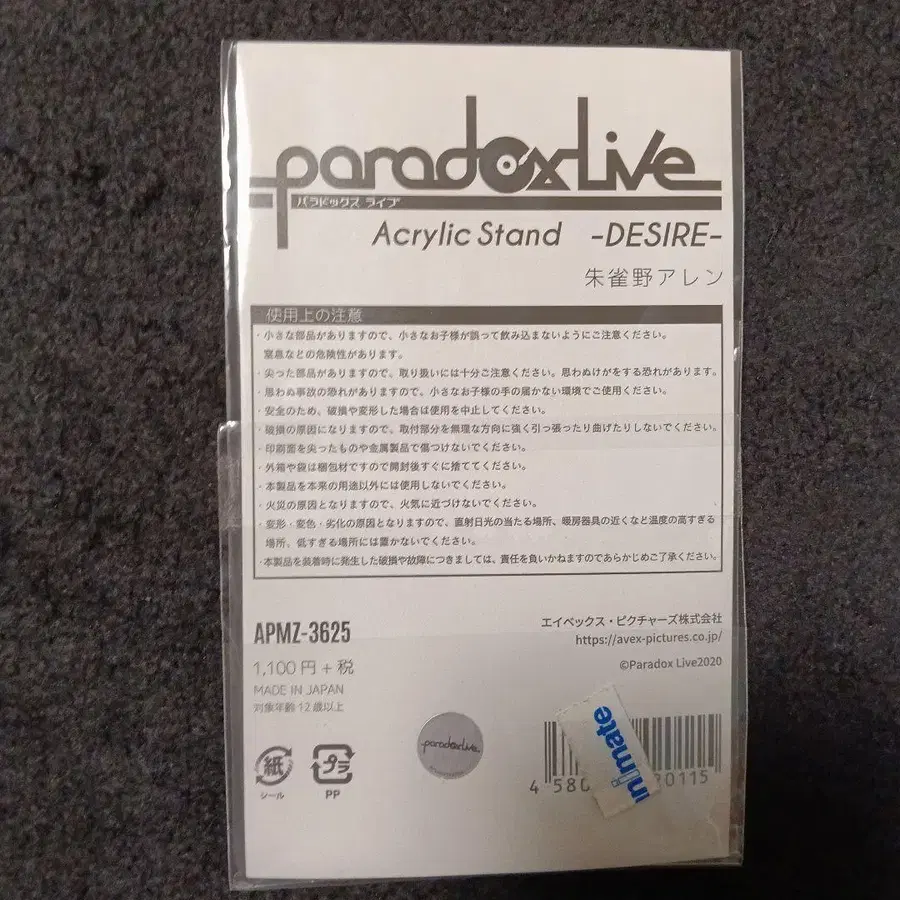 paradoxLive
パラドックス ライブ
Acrylic Stand -DESIRE-
朱雀野アレン
使用上の注意
・小さな部品がありますので、小さなお子様が誤って飲み込まないようにご注意ください。
窒息などの危険性があります。
・尖った部品がありますので、取り扱いには十分ご注意ください。思わぬけがをする恐れがあります。
・思わぬ事故の恐れがありますので、小さなお子様の手の届かない環境でご使用ください。
・安全のため、破損や変形した場合は使用を中止してください。
・破損の原因になりますので、取付部分を無理な方向に強く引っ張ったり曲げたりしないでください。
・印刷面を尖ったものや金属製品で傷つけないでください。
・外箱や袋は梱包材ですので開封後すぐに捨ててください。
・本製品を本来の用途以外には使用しないでください。
・火災の原因となりますので、火気に近づけないでください。
・変形・変色・劣化の原因となりますので、直射日光の当たる場所、暖房器具の近くなど温度の高すぎる
場所、低すぎる場所には置かないでください。
・本製品を装着時に発生した破損や故障につきましては、責任を負いかねますのであらかじめご了承ください。
APMZ-3625
エイベックス・ピクチャーズ株式会社
https://avex-pictures.co.jp/
1,100円+税
©Paradox Live2020
MADE IN JAPAN
対象年齢12歳以上
紙
シール
プラ
PP
paradoxLive
nimate
4 580 0115